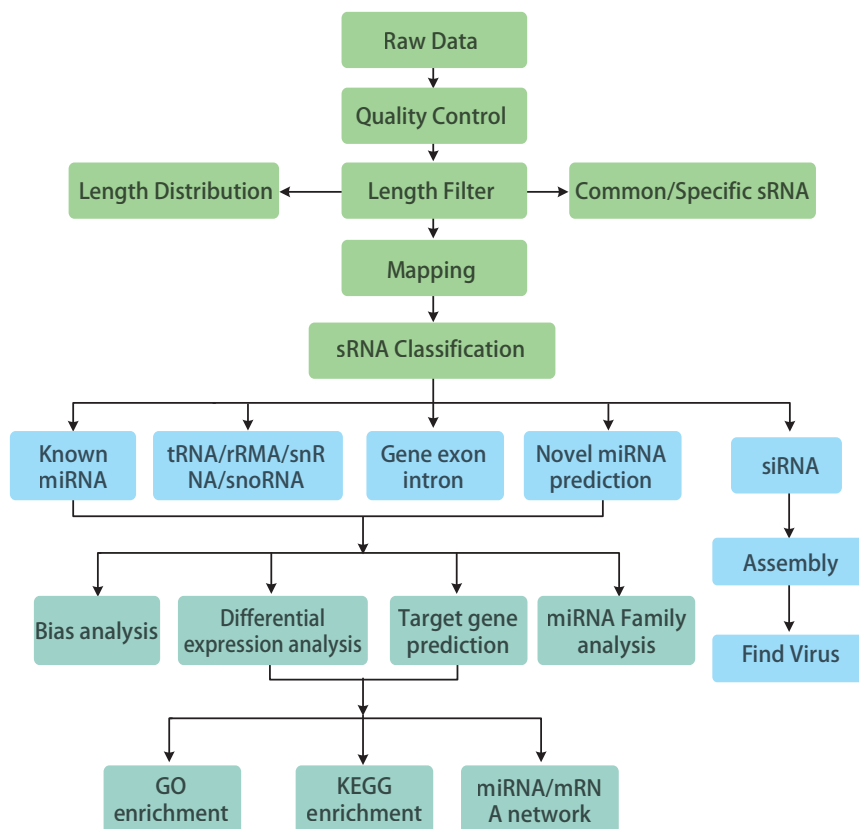 Raw Data
Quality Control
Length Distribution
Length Filter
Common/Specific sRNA
Mapping
sRNA Classification
Known
miRNA
tRNA/rRMA/snR
NA/snoRNA
Gene exon
intron
Novel miRNA
prediction
siRNA
Assembly
Find Virus
Bias analysis
Differential
expression analysis
Target gene
prediction
miRNA Family
analysis
GO
enrichment
KEGG
enrichment
miRNA/mRN
A network